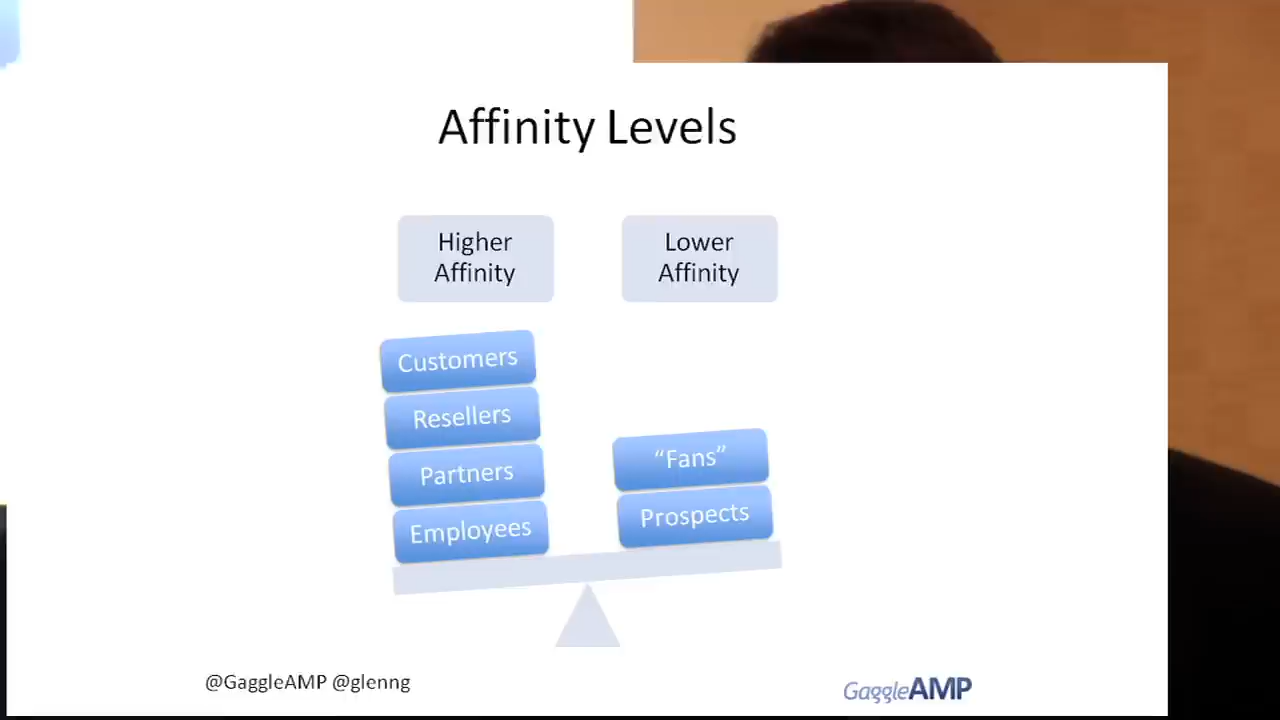 Affinity Levels
Higher
Affinity
Lower
Affinity
Customers
Resellers
Partners
Employees
“Fans”
Prospects
@GaggleAMP @glenng
GaggleAMP